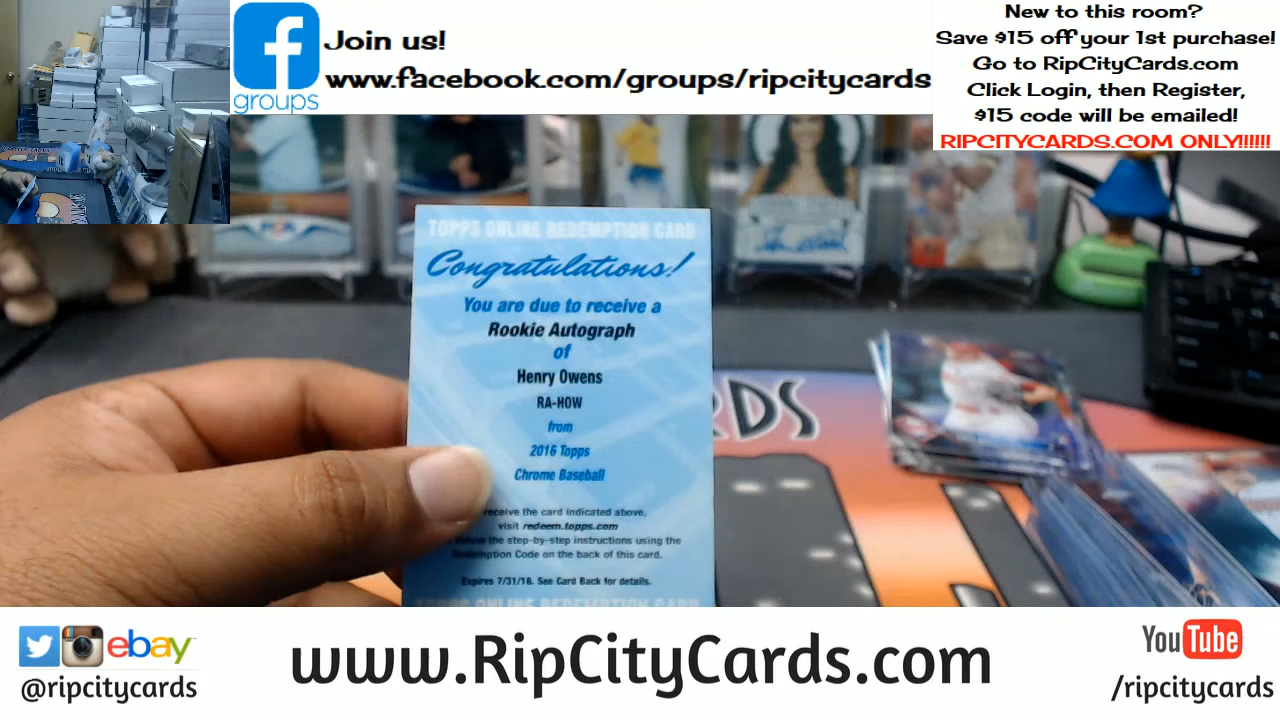 Join us!
www.facebook.com/groups/ripcitycards
groups
New to this room?
Save $15 off your 1st purchase!
Go to RipCityCards.com
Click Login, then Register,
$15 code will be emailed!
RIPCITYCARDS.COM ONLY!!!!!!
TOPPS ONLINE REDEMPTION CARD
Congratulations!
You are due to receive a
Rookie Autograph
of
Henry Owens
RA-HOW
from
2016 Topps
Chrome Baseball
receive the card indicated above,
visit redeem.topps.com
the step-by-step instructions using the
Redemption Code on the back of this card.
Expires 7/31/18. See Card Back for details.
TOPPS ONLINE REDEMPTION CARD
RDS
ebay
@ripcitycards
www.RipCityCards.com
YouTube
/ripcitycards